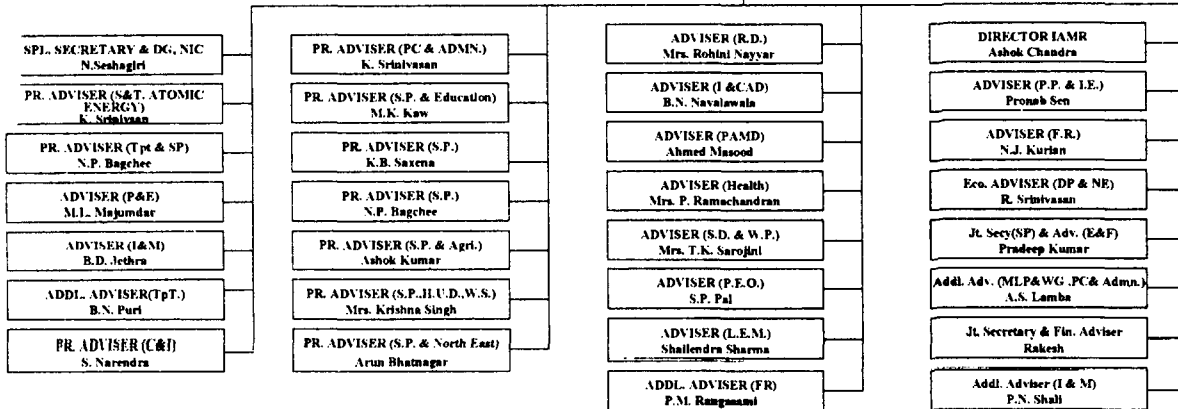 SPL. SECRETARY & DG, NIC
N.Seshagiri
PR. ADVISER (S&T. ATOMIC
ENERGY)
K. Srinivsan
PR. ADVISER (Tpt & SP)
N.P. Bagchee
ADVISER (P&E)
M.L. Majumdar
ADVISER (I&M)
B.D. Jethra
ADDL. ADVISER(TpT.)
B.N. Puri
PR. ADVISER (C&I)
S. Narendra
PR. ADVISER (PC & ADMN.)
K. Srinivasan
PR. ADVISER (S.P. & Education)
M.K. Kaw
PR. ADVISER (S.P.)
K.B. Saxena
PR. ADVISER (S.P.)
N.P. Bagchee
PR. ADVISER (S.P. & Agri.)
Ashok Kumar
PR. ADVISER (S.P.,H.U.D.,W.S.)
Mrs. Krishna Singh
PR. ADVISER (S.P. & North East)
Arun Bhatnagar
ADVISER (R.D.)
Mrs. Rohini Nayyar
ADVISER (I &CAD)
B.N. Navalawala
ADVISER (PAMD)
Ahmed Masood
ADVISER (Health)
Mrs. P. Ramachandran
ADVISER (S.D. & W.P.)
Mrs. T.K. Sarojini
ADVISER (P.E.O.)
S.P. Pal
ADVISER (L.E.M.)
Shailendra Sharma
ADDL. ADVISER (FR)
P.M. Rangasami
DIRECTOR IAMR
Ashok Chandra
ADVISER (P.P. & I.E.)
Pronab Sen
ADVISER (F.R.)
N.J. Kurian
Eco. ADVISER (DP & NE)
R. Srinivasan
Jt. Secy(SP) & Adv. (E&F)
Pradeep Kumar
Addl. Adv. (MLP&WG ,PC& Admn.)
A.S. Lamba
Jt. Secretary & Fin. Adviser
Rakesh
Addl. Adviser (I & M)
P.N. Shali